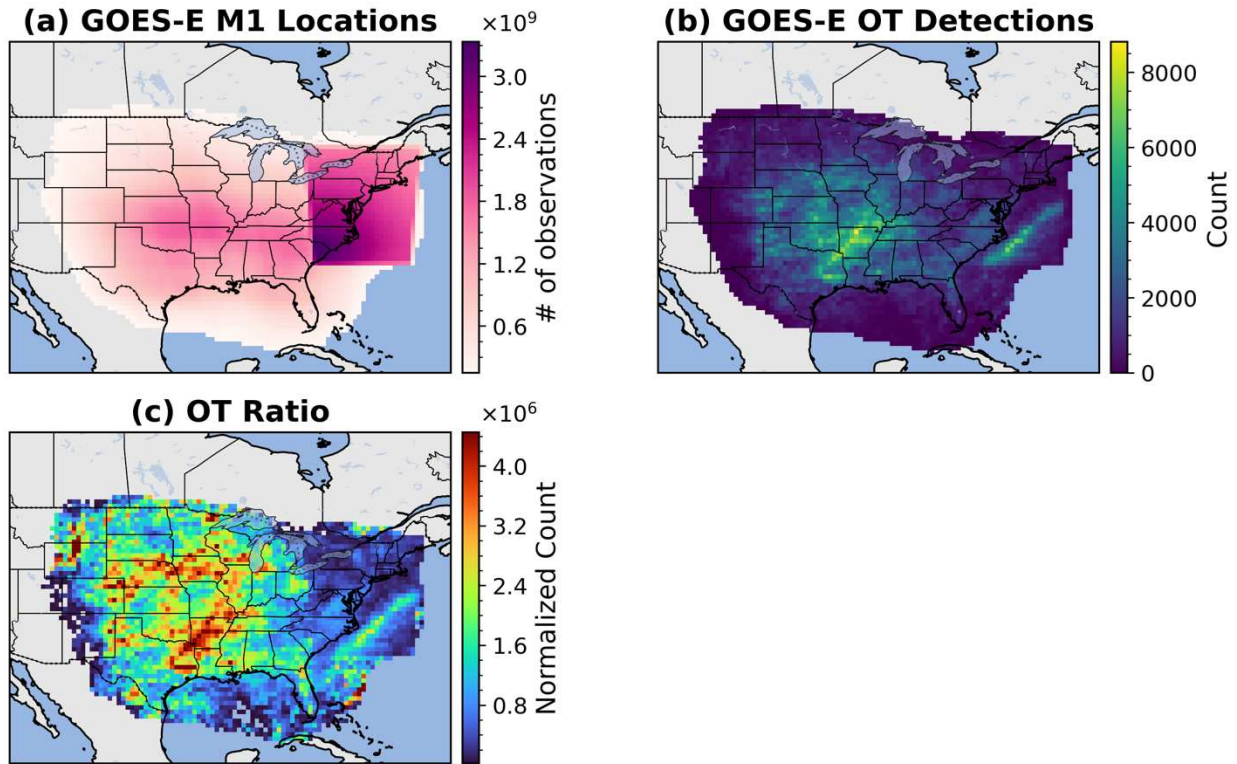 (a) GOES-E M1 Locations
×10⁹
3.0
2.4
1.8
1.2
0.6
# of observations
(b) GOES-E OT Detections
8000
6000
4000
2000
0
Count
(c) OT Ratio
×10⁶
4.0
3.2
2.4
1.6
0.8
Normalized Count